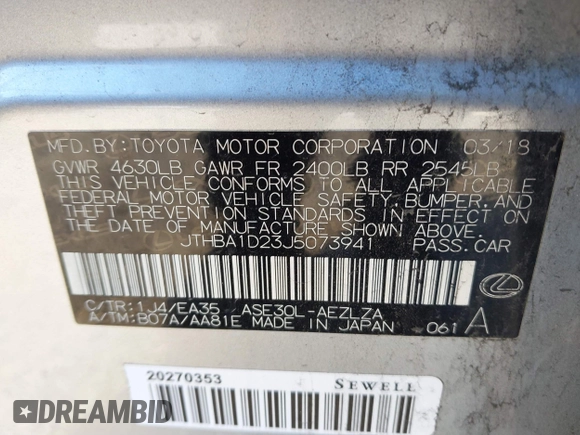 MFD.BY:TOYOTA MOTOR CORPORATION 03/18
GVWR 4630LB GAWR FR 2400LB RR 2545LB
THIS VEHICLE CONFORMS TO ALL APPLICABLE
FEDERAL MOTOR VEHICLE SAFETY,BUMPER,AND
THEFT PREVENTION STANDARDS IN EFFECT ON
THE DATE OF MANUFACTURE SHOWN ABOVE.
JTHBA1D23J5073941 PASS.CAR
C/TR:1J4/EA35 ASE30L-AEZLZA
A/TM:B07A/AA81E MADE IN JAPAN 061 A
20270353 SEWELL
DREAMBID